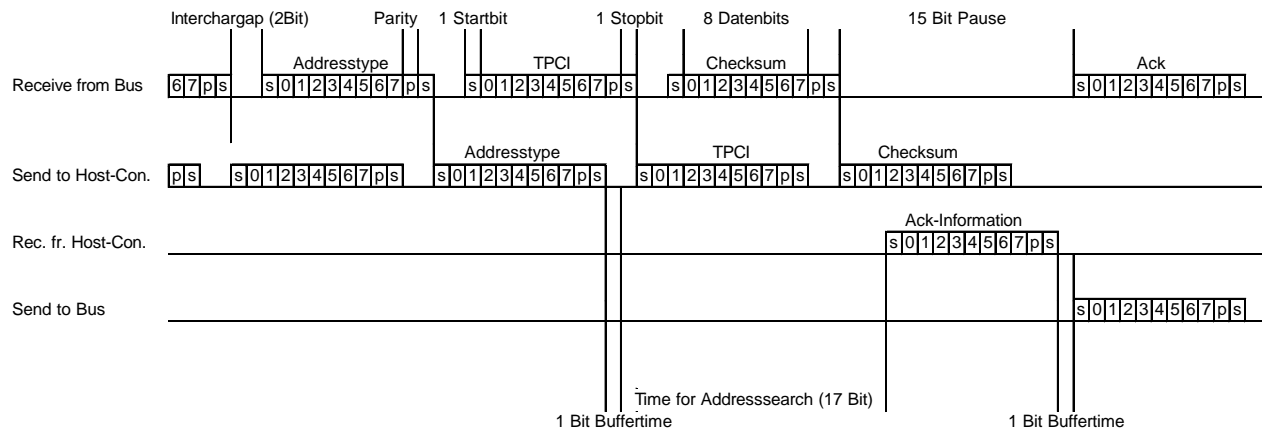 Interchargap (2Bit) Parity 1 Startbit 1 Stopbit 8 Datenbits 15 Bit Pause
Addresstype TPCI Checksum Ack
Receive from Bus 6 7 p s s 0 1 2 3 4 5 6 7 p s s 0 1 2 3 4 5 6 7 p s s 0 1 2 3 4 5 6 7 p s s 0 1 2 3 4 5 6 7 p s
Addresstype TPCI Checksum
Send to Host-Con. p s s 0 1 2 3 4 5 6 7 p s s 0 1 2 3 4 5 6 7 p s s 0 1 2 3 4 5 6 7 p s s 0 1 2 3 4 5 6 7 p s
Ack-Information
Rec. fr. Host-Con. s 0 1 2 3 4 5 6 7 p s
Send to Bus s 0 1 2 3 4 5 6 7 p s
Time for Addresssearch (17 Bit)
1 Bit Buffertime 1 Bit Buffertime